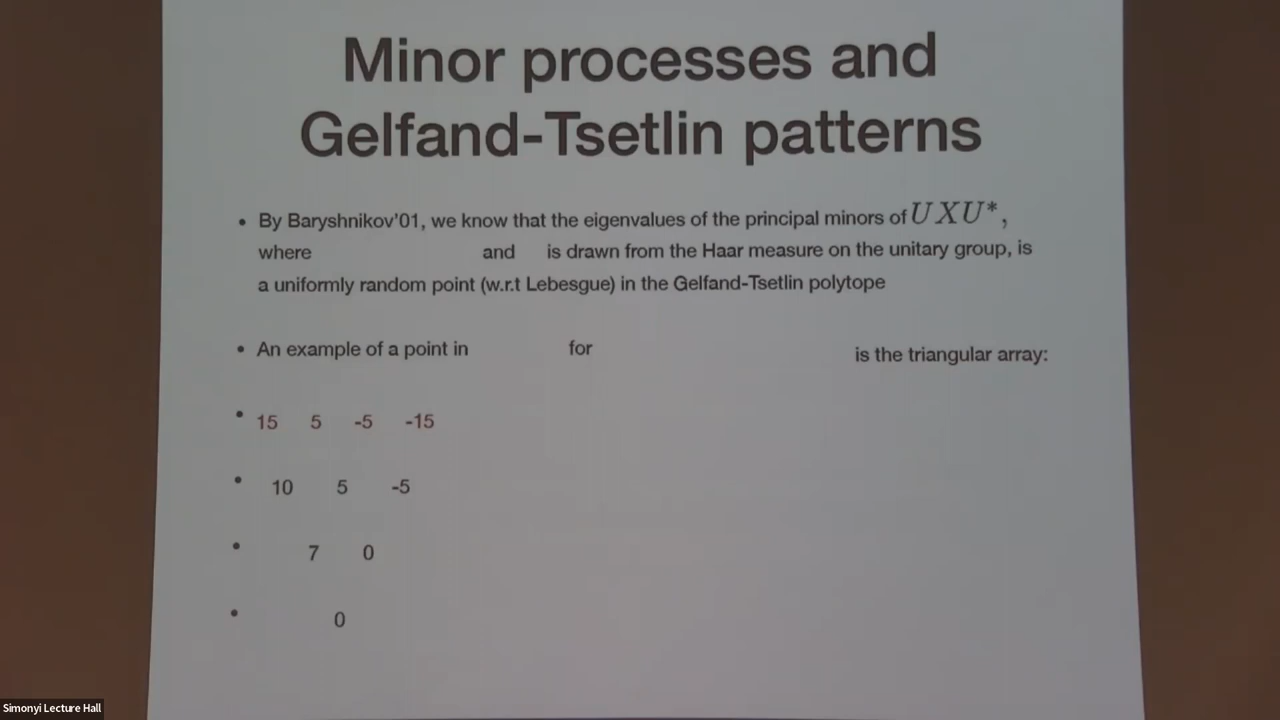 Minor processes and
Gelfand-Tsetlin patterns
• By Baryshnikov'01, we know that the eigenvalues of the principal minors of UXU*,
where and is drawn from the Haar measure on the unitary group, is
a uniformly random point (w.r.t Lebesgue) in the Gelfand-Tsetlin polytope
• An example of a point in for is the triangular array:
• 15 5 -5 -15
• 10 5 -5
• 7 0
• 0
Simonyi Lecture Hall